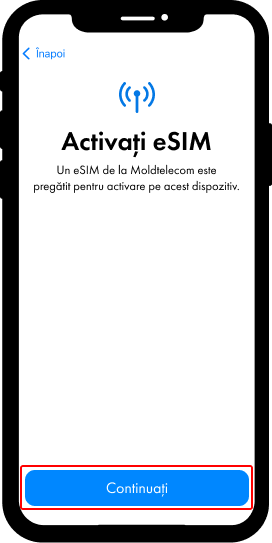 Înapoi
Activați eSIM
Un eSIM de la Moldtelecom este
pregătit pentru activare pe acest dispozitiv.
Continuați